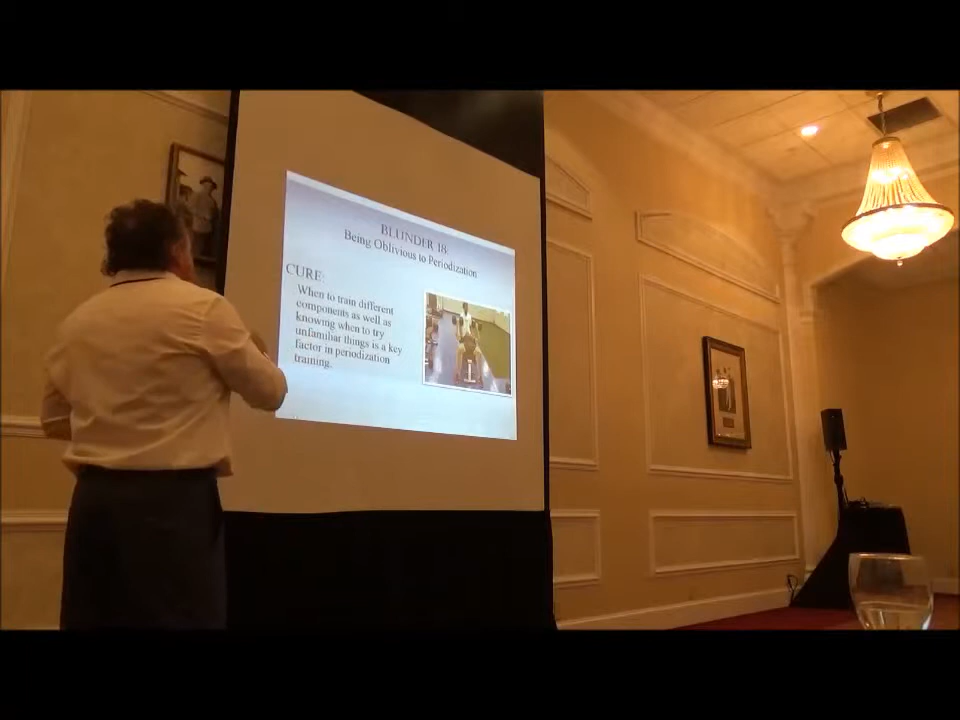 BLUNDER 18:
Being Oblivious to Periodization
CURE:
When to train different
components as well as
knowing when to try
unfamiliar things is a key
factor in periodization
training.